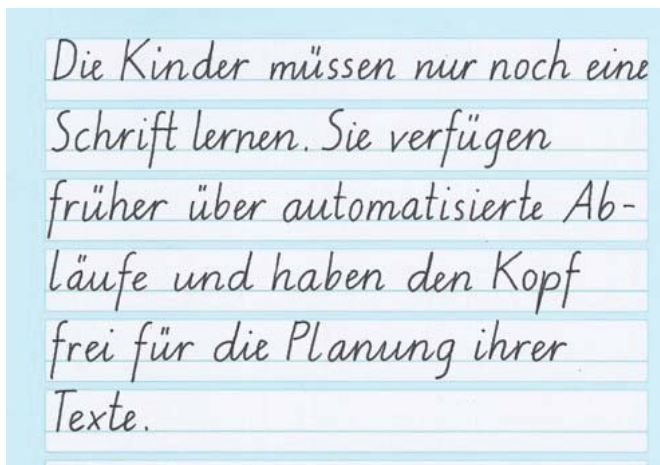 Die Kinder müssen nur noch eine
Schrift lernen. Sie verfügen
früher über automatisierte Ab-
läufe und haben den Kopf
frei für die Planung ihrer
Texte.